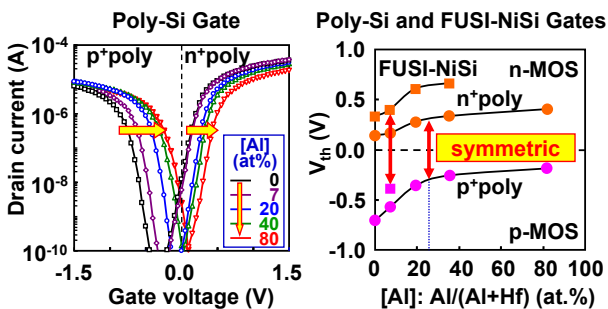 Poly-Si Gate
Drain current (A)
10-4
10-6
10-8
10-10
p+poly
n+poly
[Al]
(at%)
0
7
20
40
80
-1.5
0.0
1.5
Gate voltage (V)
Poly-Si and FUSI-NiSi Gates
Vth (V)
1.0
0.5
0.0
-0.5
-1.0
FUSI-NiSi
n-MOS
n+poly
symmetric
p+poly
p-MOS
0
20
40
60
80
100
[Al]: Al/(Al+Hf) (at.%)